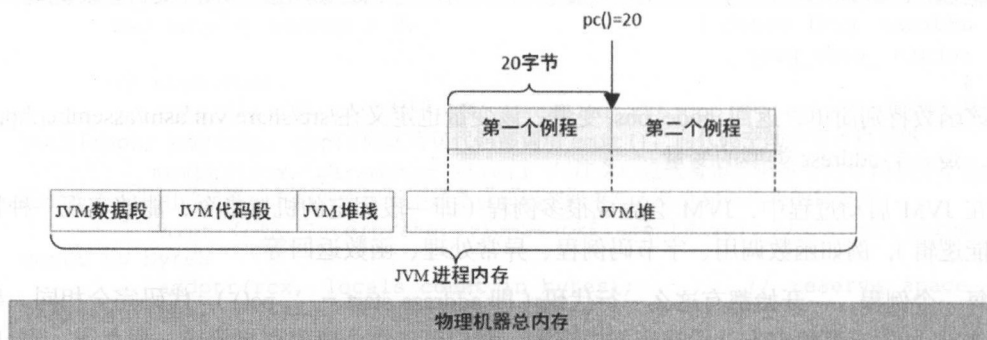 pc()=20
20字节
第一个例程 第二个例程
JVM数据段 JVM代码段 JVM堆栈 JVM堆
JVM进程内存
物理机器总内存